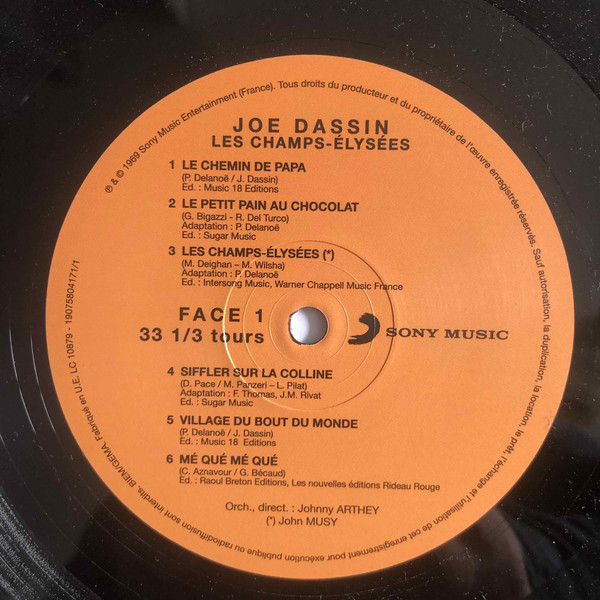 JOE DASSIN
LES CHAMPS-ÉLYSÉES
1 LE CHEMIN DE PAPA
(P. Delanoë / J. Dassin)
Ed. : Music 18 Editions
2 LE PETIT PAIN AU CHOCOLAT
(G. Bigazzi - R. Del Turco)
Adaptation : P. Delanoë
Ed. : Sugar Music
3 LES CHAMPS-ÉLYSÉES (*)
(M. Deighan – M. Wilsha)
Adaptation : P. Delanoë
Ed. : Intersong Music, Warner Chappell Music France
FACE 1
33 1/3 tours
SONY MUSIC
4 SIFFLER SUR LA COLLINE
(D. Pace / M. Panzeri – L. Pilat)
Adaptation : F. Thomas, J.M. Rivat
Ed. : Sugar Music
5 VILLAGE DU BOUT DU MONDE
(P. Delanoë / J. Dassin)
Ed. : Music 18 Editions
6 MÉ QUÉ MÉ QUÉ
(C. Aznavour / G. Bécaud)
Ed. : Raoul Breton Editions, Les nouvelles éditions Rideau Rouge
Orch., direct. : Johnny ARTHEY
(*) John MUSY
℗ & © 1969 Sony Music Entertainment (France). Tous droits du producteur et du propriétaire de l'œuvre enregistrée réservés. Sauf autorisation, la duplication, la location, le prêt, l'échange et l'utilisation de cet enregistrement pour exécution publique ou radiodiffusion sont interdits. BIEM/GEMA. Fabriqué en U.E. LC 10879 - 19075804171/1